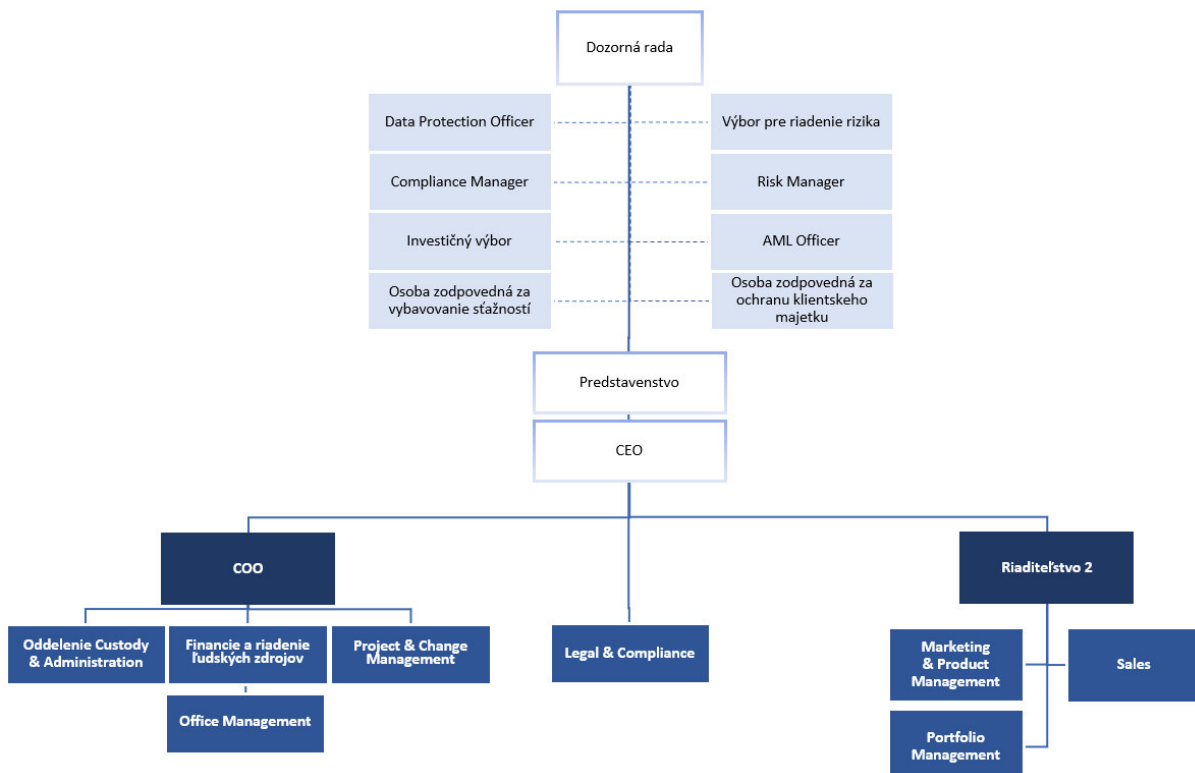 Dozorná rada
Data Protection Officer
Výbor pre riadenie rizika
Compliance Manager
Risk Manager
Investičný výbor
AML Officer
Osoba zodpovedná za
vybavovanie sťažností
Osoba zodpovedná za
ochranu klientskeho
majetku
Predstavenstvo
CEO
COO
Riaditeľstvo 2
Oddelenie Custody
& Administration
Financie a riadenie
ľudských zdrojov
Project & Change
Management
Legal & Compliance
Marketing
& Product
Management
Sales
Office Management
Portfolio
Management